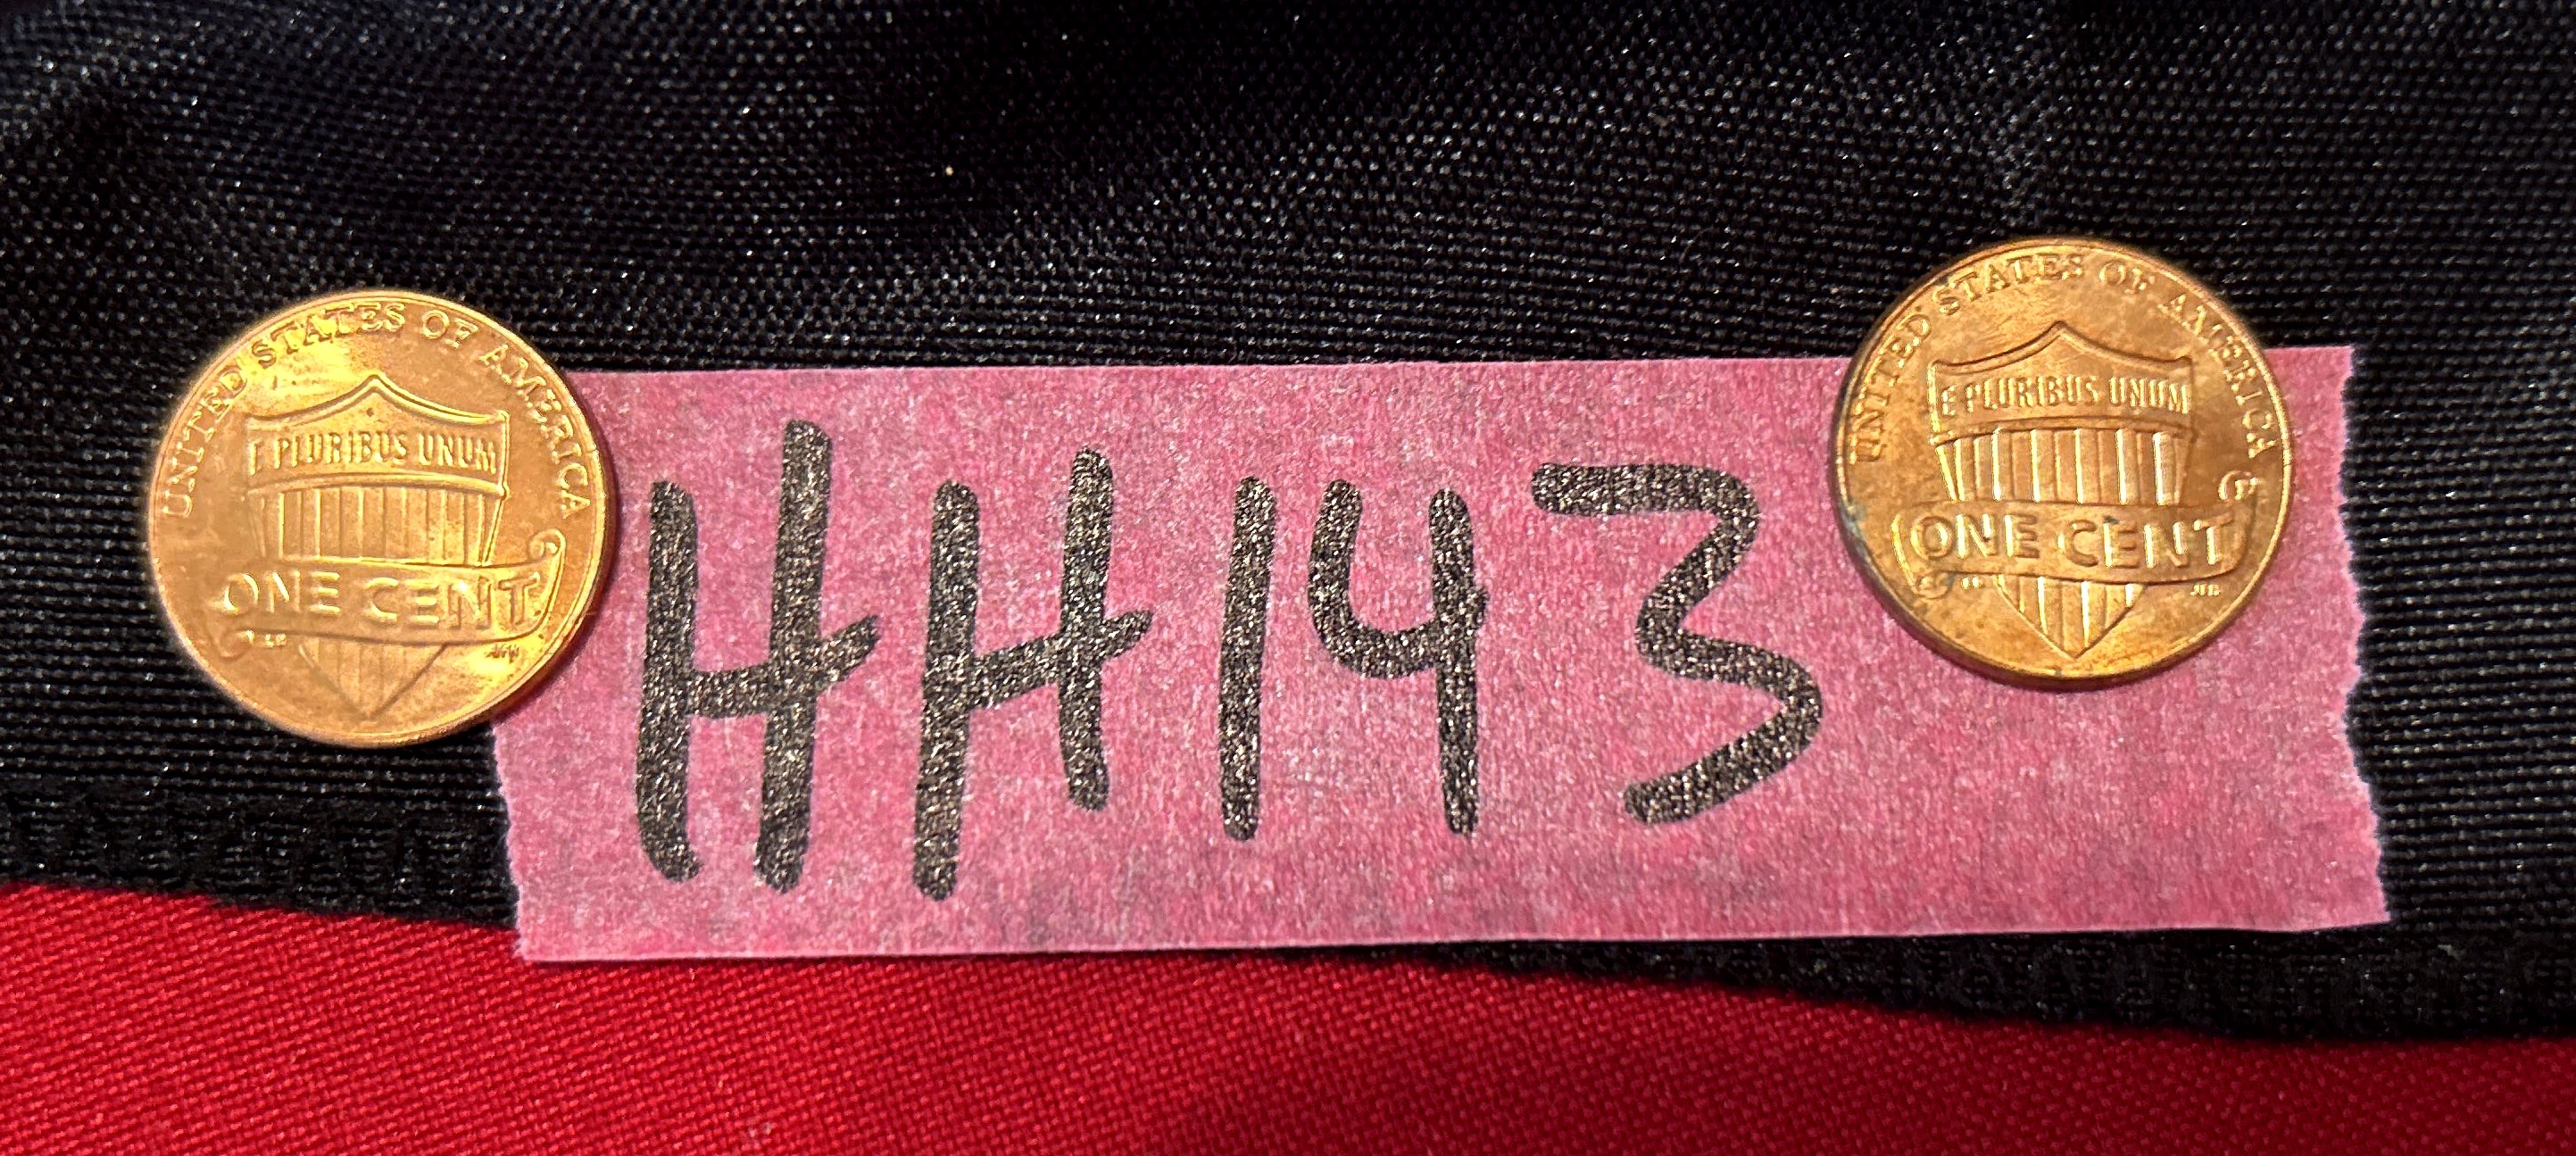 UNITED STATES OF AMERICA
E PLURIBUS UNUM
ONE CENT
HH143
UNITED STATES OF AMERICA
E PLURIBUS UNUM
ONE CENT